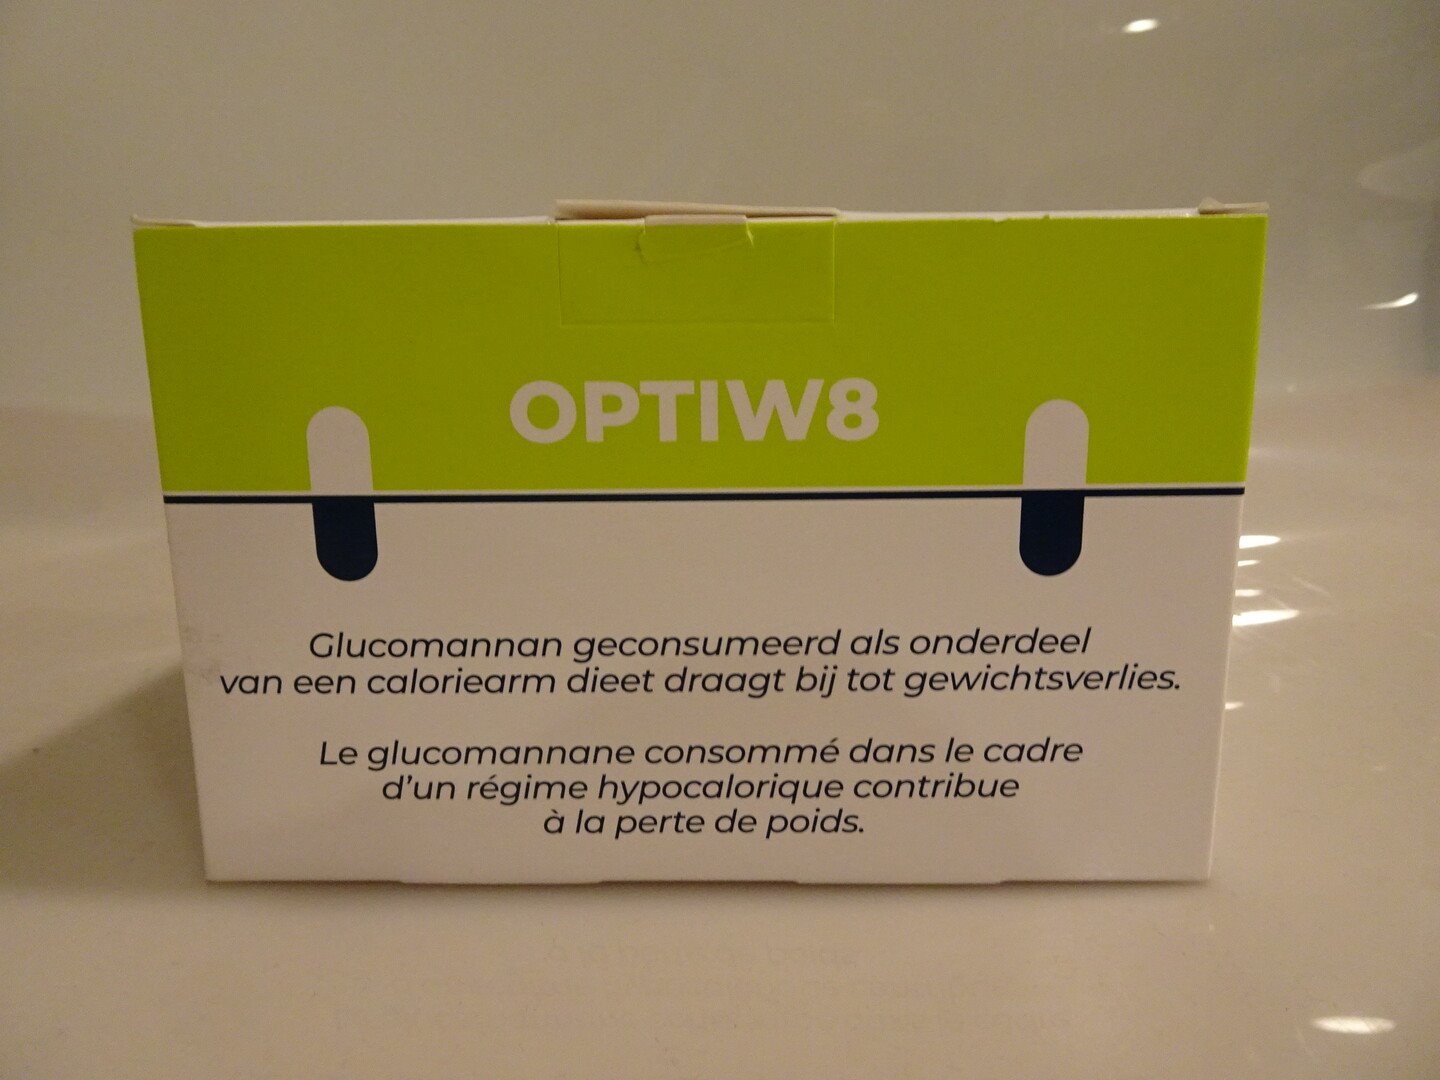 OPTIW8
Glucomannan geconsumeerd als onderdeel
van een caloriearm dieet draagt bij tot gewichtsverlies.
Le glucomannane consommé dans le cadre
d'un régime hypocalorique contribue
à la perte de poids.